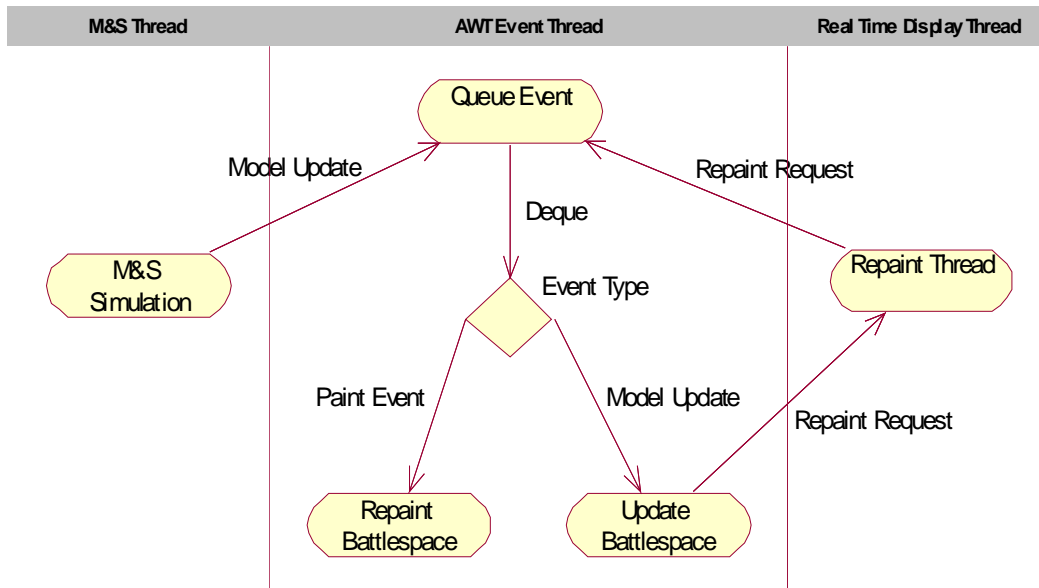 M&S Thread
AWT Event Thread
Real Time Display Thread
Queue Event
Model Update
Repaint Request
Deque
M&S
Simulation
Repaint Thread
Event Type
Paint Event
Model Update
Repaint Request
Repaint
Battlespace
Update
Battlespace